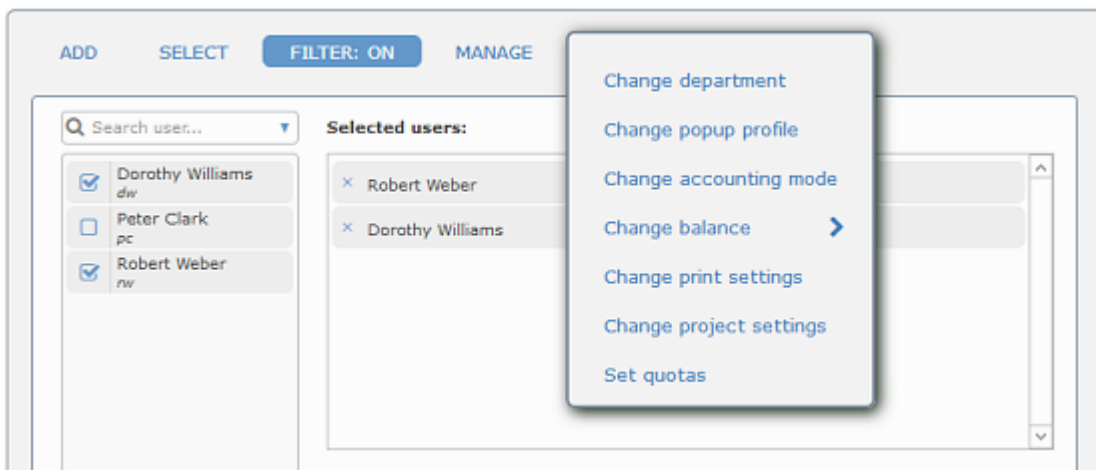 ADD SELECT FILTER: ON MANAGE
Search user...
Dorothy Williams
dw
Peter Clark
pc
Robert Weber
rw
Selected users:
Robert Weber
Dorothy Williams
Change department
Change popup profile
Change accounting mode
Change balance
Change print settings
Change project settings
Set quotas